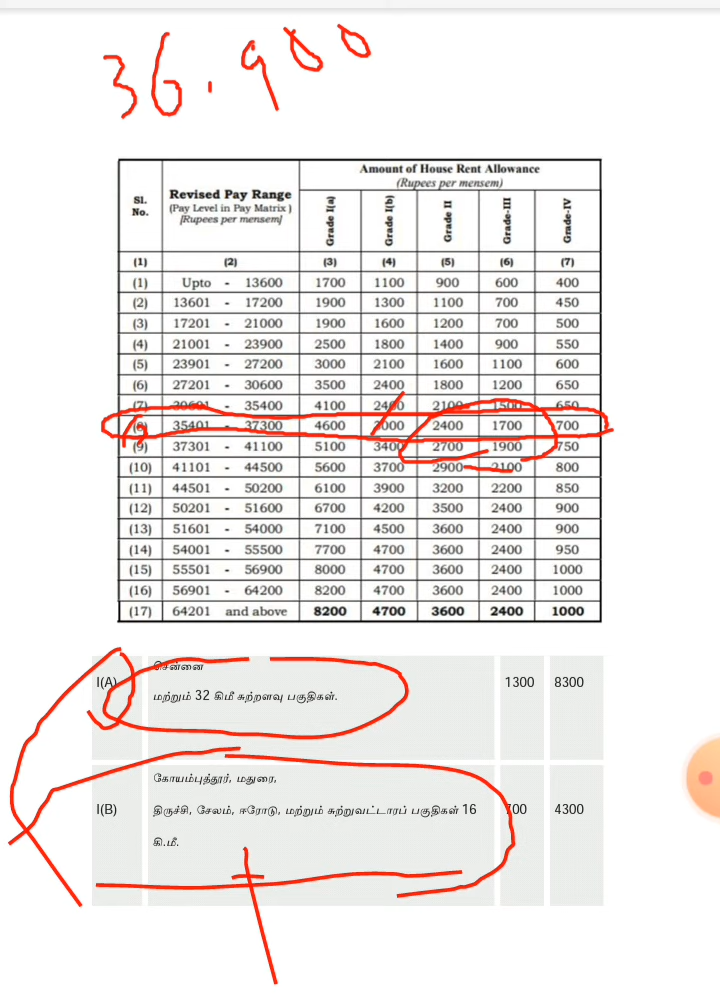 36.900
Amount of House Rent Allowance
(Rupees per mensem)
Sl. No.
Revised Pay Range
(Pay Level in Pay Matrix)
[Rupees per mensem]
Grade I(a)
Grade I(b)
Grade II
Grade-III
Grade-IV
(1) (2) (3) (4) (5) (6) (7)
(1) Upto - 13600 1700 1100 900 600 400
(2) 13601 - 17200 1900 1300 1100 700 450
(3) 17201 - 21000 1900 1600 1200 700 500
(4) 21001 - 23900 2500 1800 1400 900 550
(5) 23901 - 27200 3000 2100 1600 1100 600
(6) 27201 - 30600 3500 2400 1800 1200 650
(7) 30601 - 35400 4100 2100 1500 650
(8) 35401 - 37300 4600 2400 1700 700
(9) 37301 - 41100 5100 3400 2700 1900 750
(10) 41101 - 44500 5600 3700 2900 2100 800
(11) 44501 - 50200 6100 3900 3200 2200 850
(12) 50201 - 51600 6700 4200 3500 2400 900
(13) 51601 - 54000 7100 4500 3600 2400 900
(14) 54001 - 55500 7700 4700 3600 2400 950
(15) 55501 - 56900 8000 4700 3600 2400 1000
(16) 56901 - 64200 8200 4700 3600 2400 1000
(17) 64201 and above 8200 4700 3600 2400 1000
சென்னை
I(A) 1300 8300
மற்றும் 32 கிமீ சுற்றளவு பகுதிகள்.
கோயம்புத்தூர், மதுரை,
I(B) திருச்சி, சேலம், ஈரோடு, மற்றும் சுற்றுவட்டாரப் பகுதிகள் 16 700 4300
கி.மீ.